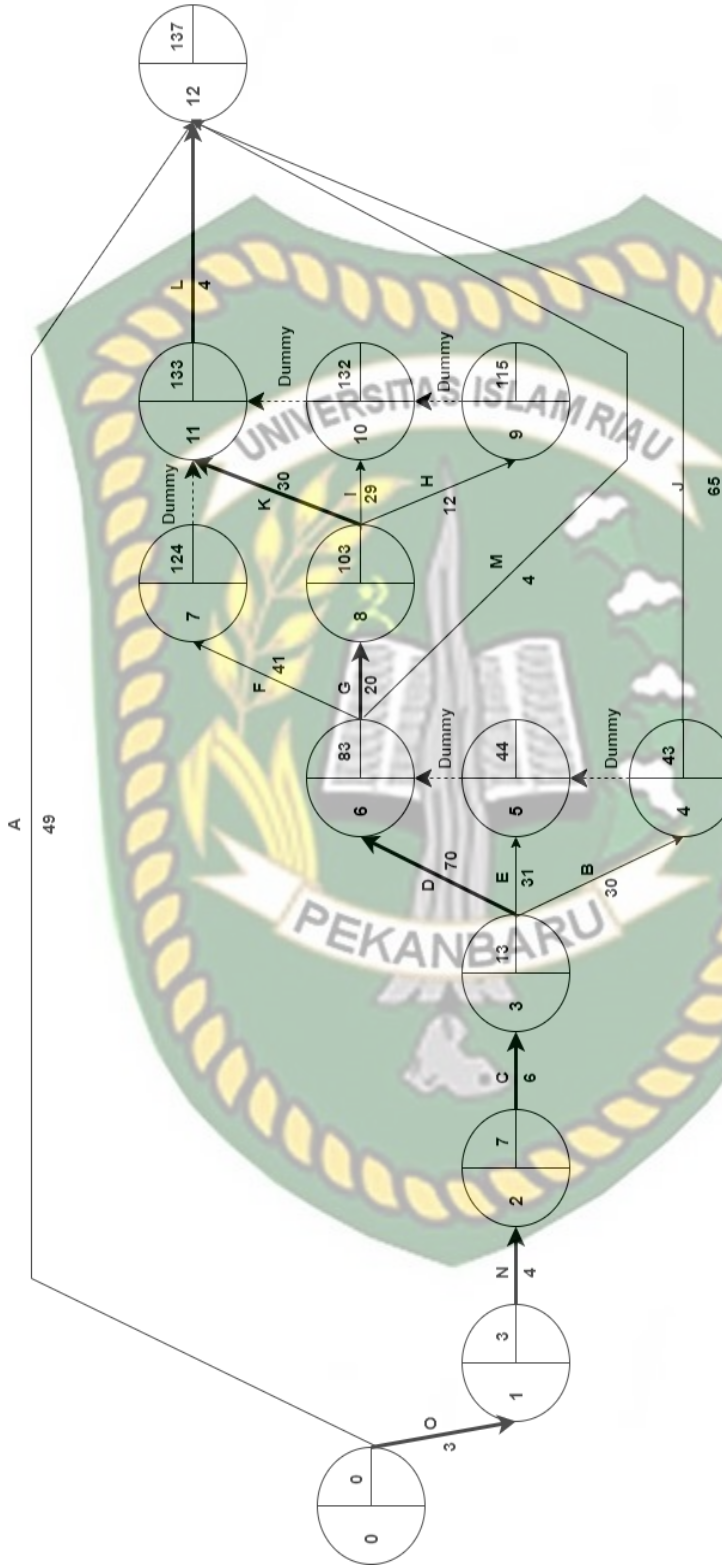 A
49
0
0
O
3
1
3
N
4
2
7
C
6
3
13
D
70
E
31
B
30
6
83
Dummy
5
44
Dummy
4
43
F
41
G
20
M
4
J
65
7
124
Dummy
8
103
K
30
I
29
H
12
11
133
Dummy
10
132
Dummy
9
115
L
4
12
137
UNIVERSITAS ISLAM RIAU
PEKANBARU